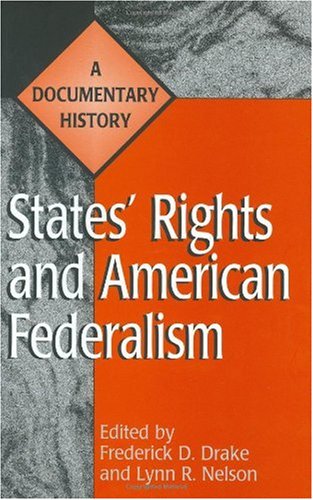 A
DOCUMENTARY
HISTORY
States' Rights
and American
Federalism
Edited by
Frederick D. Drake
and Lynn R. Nelson